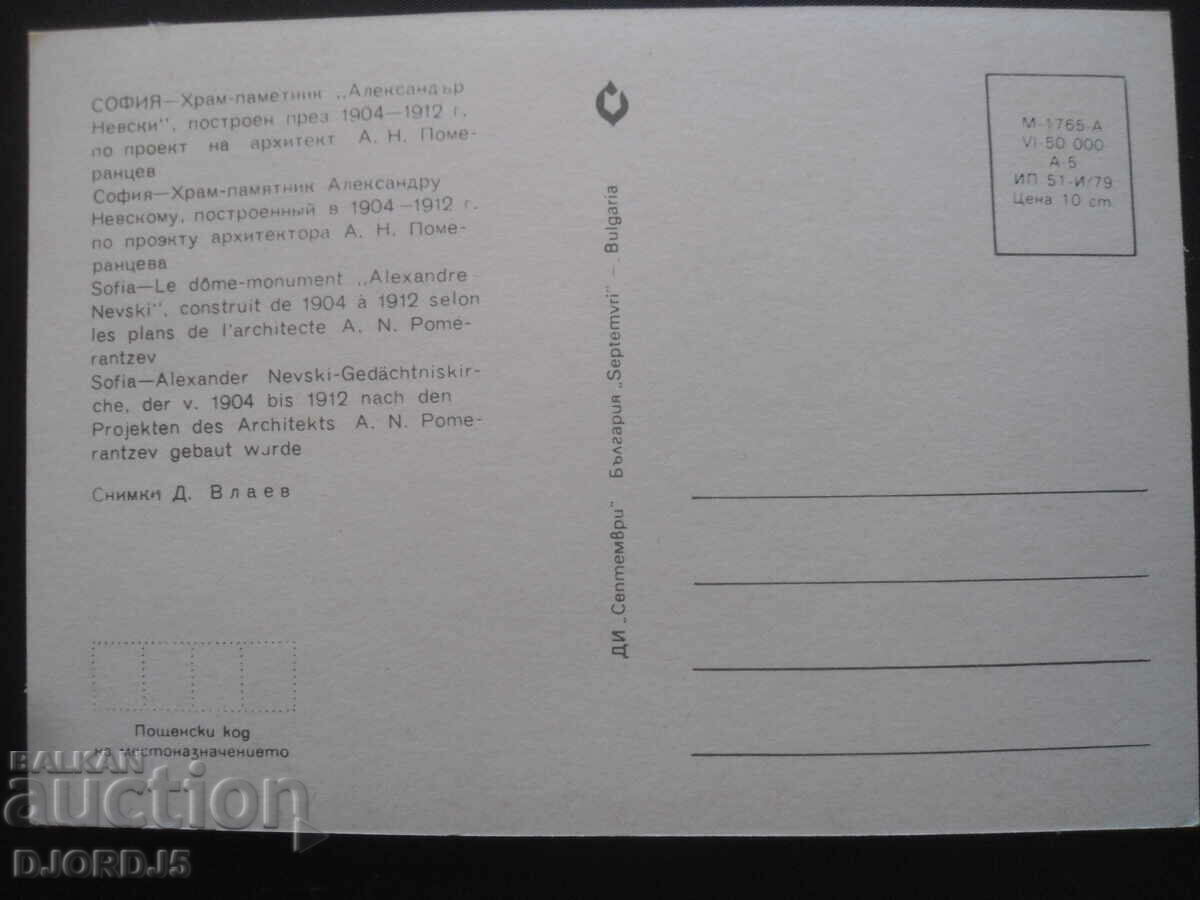 СОФИЯ—Храм-паметник „Александър
Невски“, построен през 1904—1912 г.
по проект на архитект А. Н. Поме-
ранцев
София—Храм-памятник Александру
Невскому, построенный в 1904—1912 г.
по проэкту архитектора А. Н. Поме-
ранцева
Sofia—Le dôme-monument „Alexandre
Nevski“, construit de 1904 à 1912 selon
les plans de l'architecte A. N. Pomé-
rantzev
Sofia—Alexander Nevski-Gedächtniskir-
che, der v. 1904 bis 1912 nach den
Projekten des Architekts A. N. Pome-
rantzev gebaut wurde
Снимки Д. Влаев
Пощенски код
на местоназначението
ДИ „Септември“ България „Septemvri“ — Bulgaria
М-1765-А
VI-50 000
А-5
ИП 51-И/79
Цена 10 ст.
BALKAN
auction
DJORDJ5